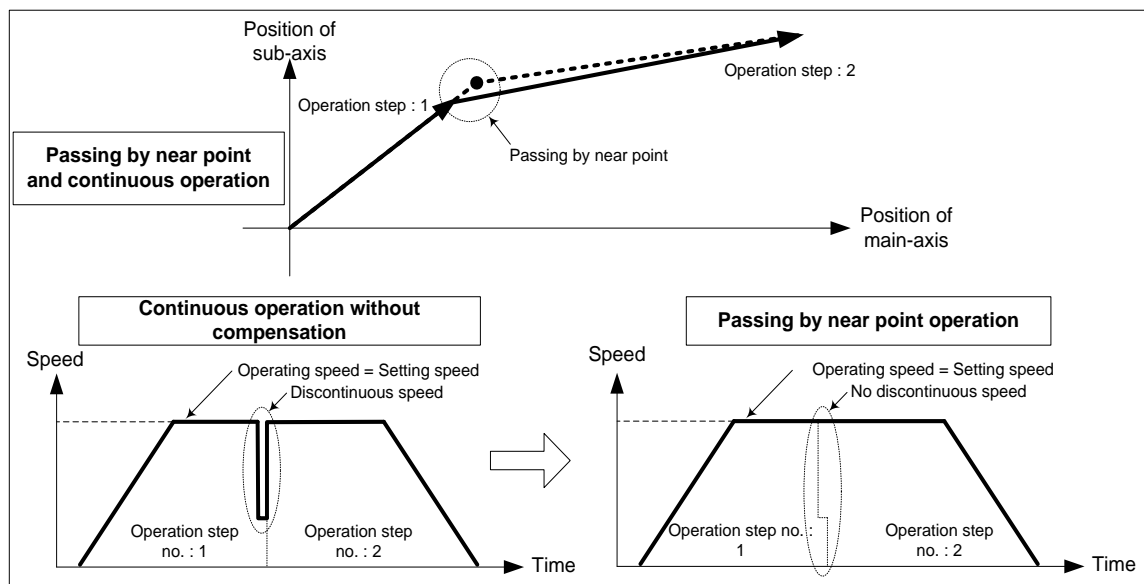 Position of
sub-axis
Operation step : 2
Operation step : 1
Passing by near point
Passing by near point
and continuous operation
Position of
main-axis
Continuous operation without
compensation
Speed
Operating speed = Setting speed
Discontinuous speed
Operation step
no. : 1
Operation step
no. : 2
Time
Passing by near point operation
Speed
Operating speed = Setting speed
No discontinuous speed
Operation step no. :
1
Operation step
no. : 2
Time